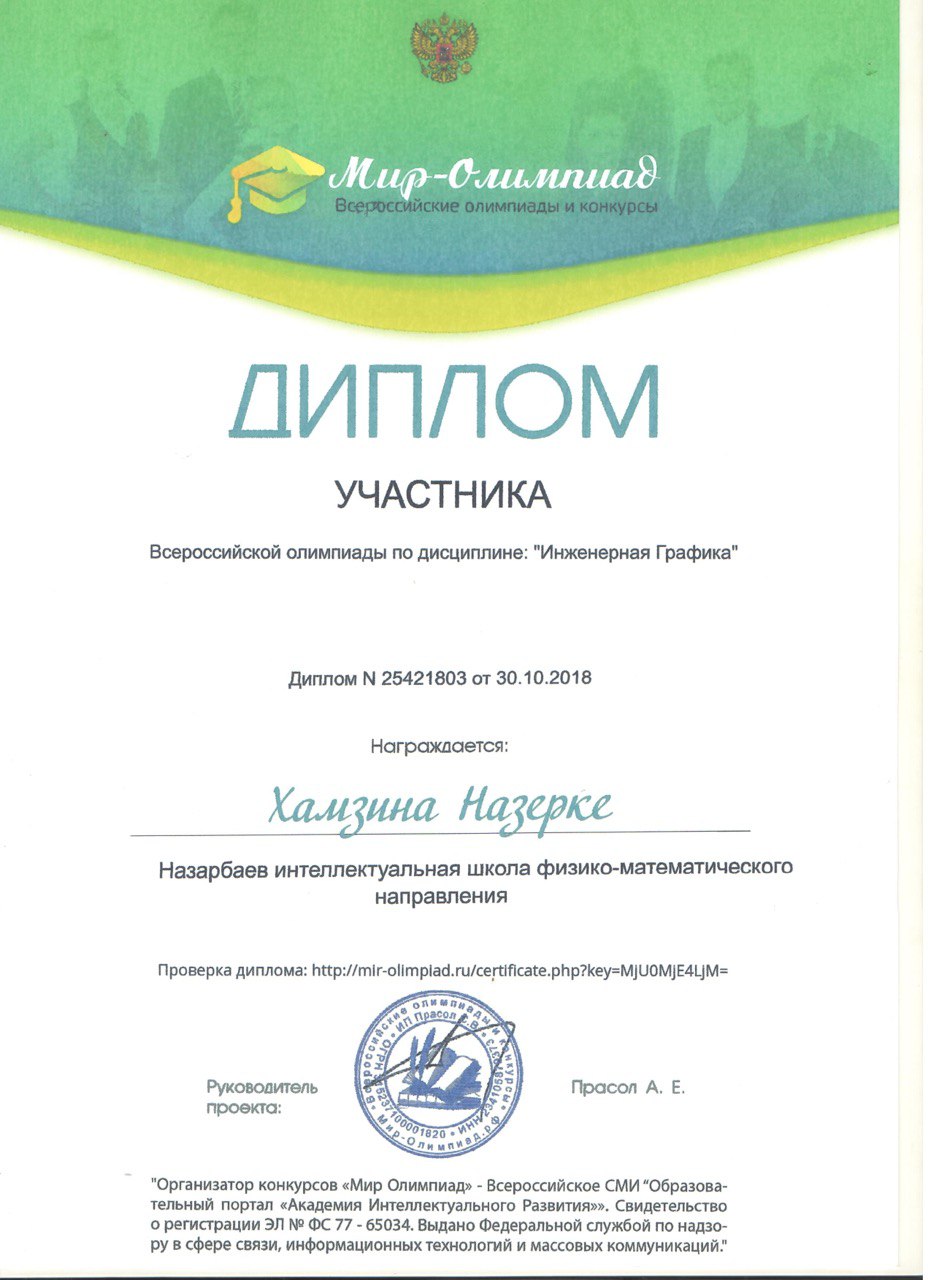 Мир-Олимпиад
Всероссийские олимпиады и конкурсы
ДИПЛОМ
УЧАСТНИКА
Всероссийской олимпиады по дисциплине: "Инженерная Графика"
Диплом N 25421803 от 30.10.2018
Награждается:
Хамзина Назерке
Назарбаев интеллектуальная школа физико-математического
направления
Проверка диплома: http://mir-olimpiad.ru/certificate.php?key=MjU0MjE4LjM=
Всероссийские олимпиады и конкурсы
Мир-Олимпиад.рф
ИП Прасол
ОГРН
ИНН
Руководитель
проекта:
Прасол А. Е.
"Организатор конкурсов «Мир Олимпиад» - Всероссийское СМИ “Образова-
тельный портал «Академия Интеллектуального Развития»». Свидетельство
о регистрации ЭЛ № ФС 77 - 65034. Выдано Федеральной службой по надзо-
ру в сфере связи, информационных технологий и массовых коммуникаций."